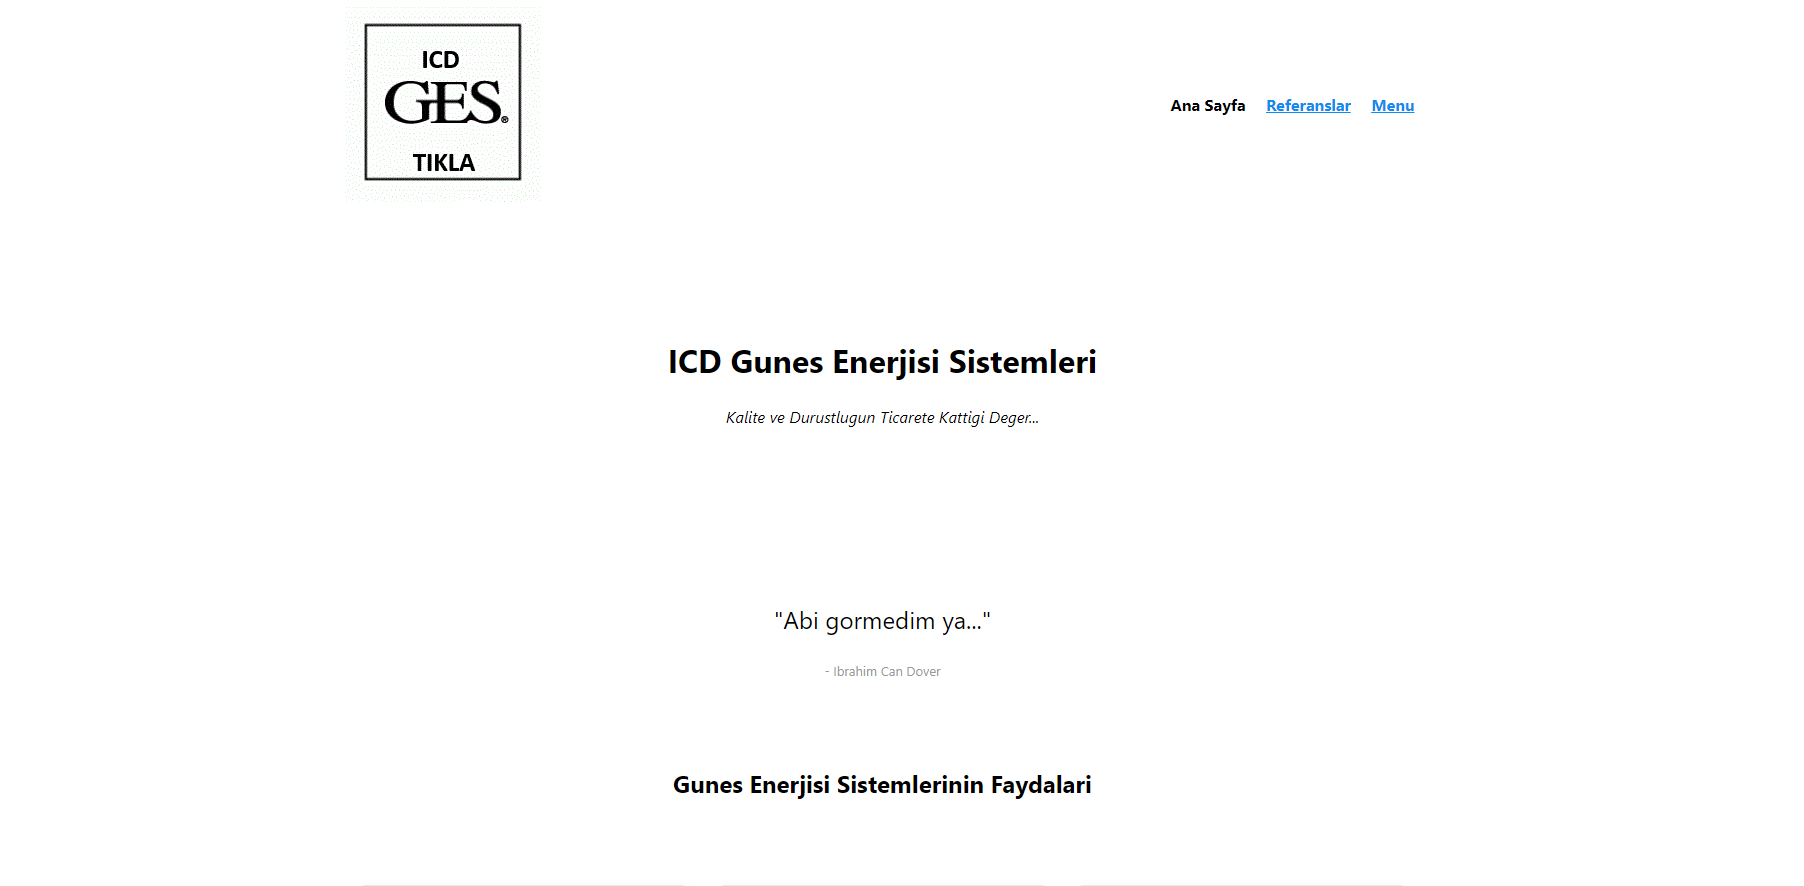 ICD
GES®
TIKLA
Ana Sayfa Referanslar Menu
ICD Gunes Enerjisi Sistemleri
Kalite ve Durustlugun Ticarete Kattigi Deger...
"Abi gormedim ya..."
- Ibrahim Can Dover
Gunes Enerjisi Sistemlerinin Faydalari